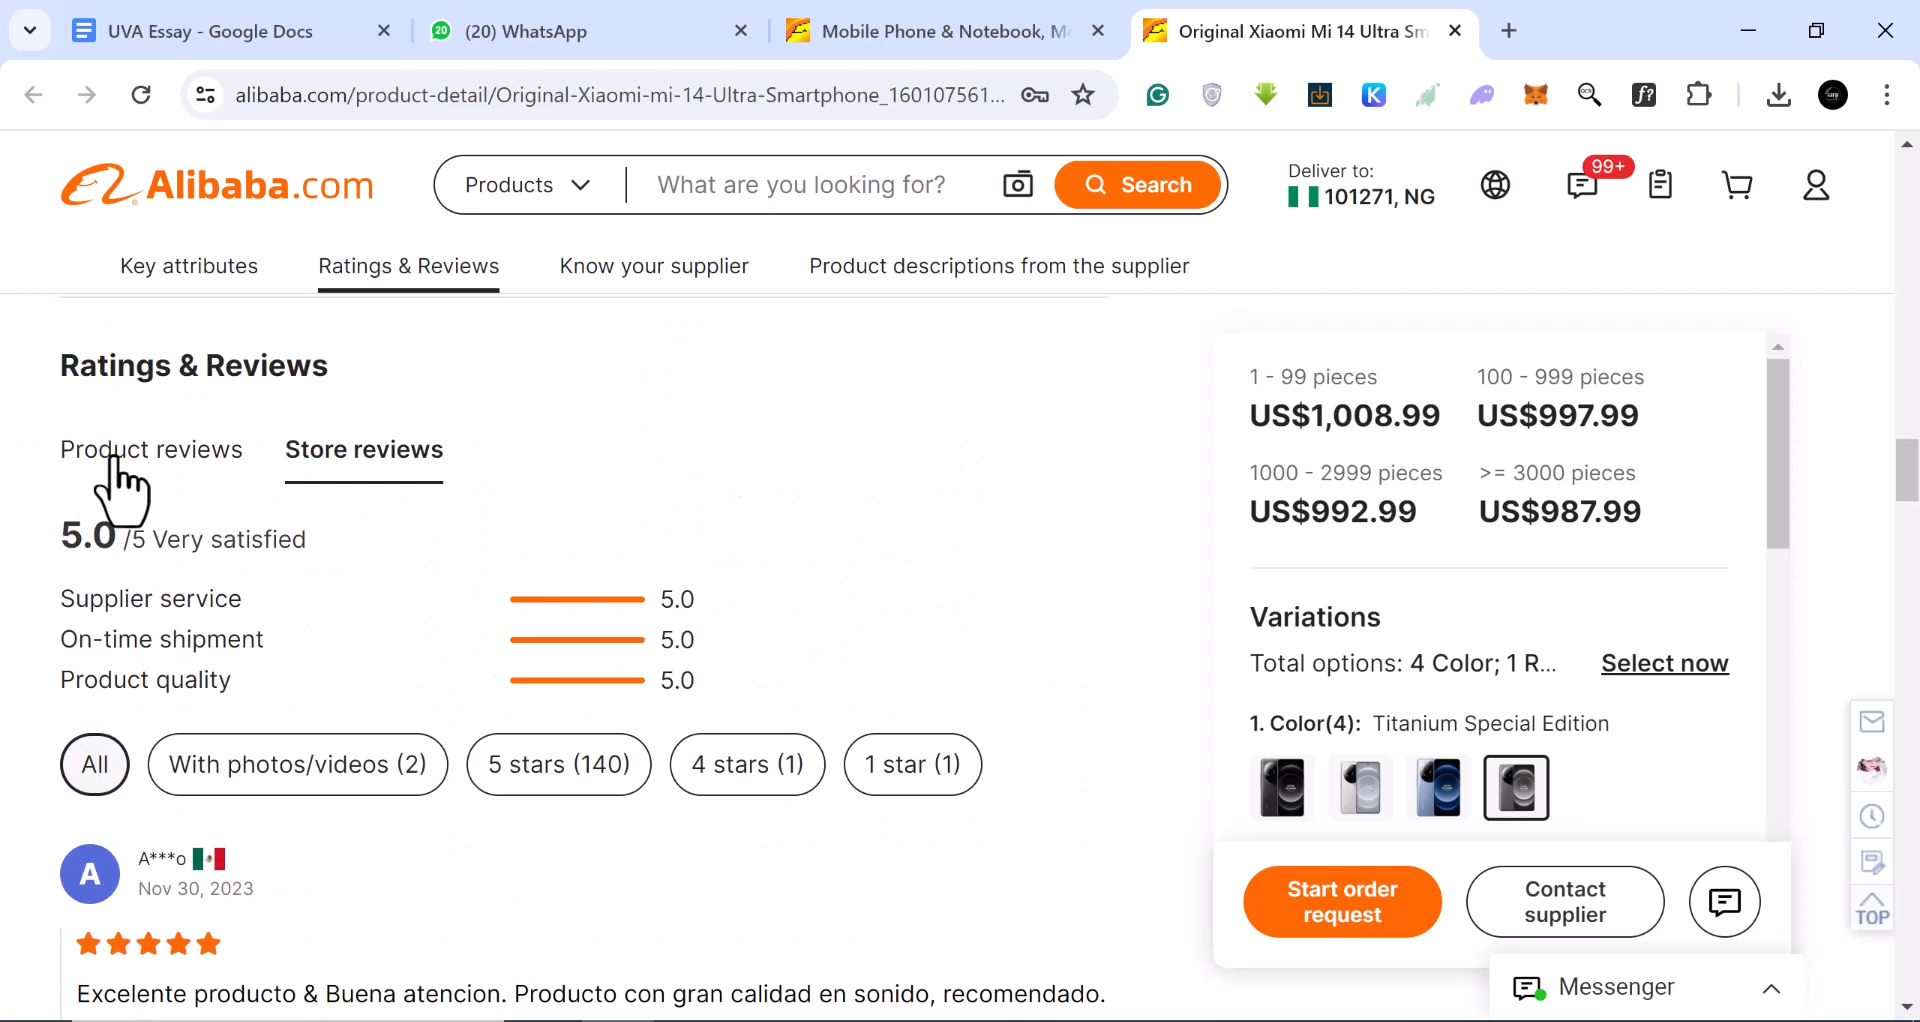 UVA Essay - Google Docs
20 (20) WhatsApp
Mobile Phone & Notebook, Mo
Original Xiaomi Mi 14 Ultra Sm
alibaba.com/product-detail/Original-Xiaomi-mi-14-Ultra-Smartphone_160107561...
Alibaba.com
Products
What are you looking for?
Search
Deliver to:
101271, NG
99+
Key attributes
Ratings & Reviews
Know your supplier
Product descriptions from the supplier
Ratings & Reviews
Product reviews
Store reviews
5.0 /5 Very satisfied
Supplier service 5.0
On-time shipment 5.0
Product quality 5.0
All
With photos/videos (2)
5 stars (140)
4 stars (1)
1 star (1)
A
A***o
Nov 30, 2023
Excelente producto & Buena atencion. Producto con gran calidad en sonido, recomendado.
1 - 99 pieces
US$1,008.99
100 - 999 pieces
US$997.99
1000 - 2999 pieces
US$992.99
>= 3000 pieces
US$987.99
Variations
Total options: 4 Color; 1 R...
Select now
1. Color(4): Titanium Special Edition
Start order
request
Contact
supplier
TOP
Messenger